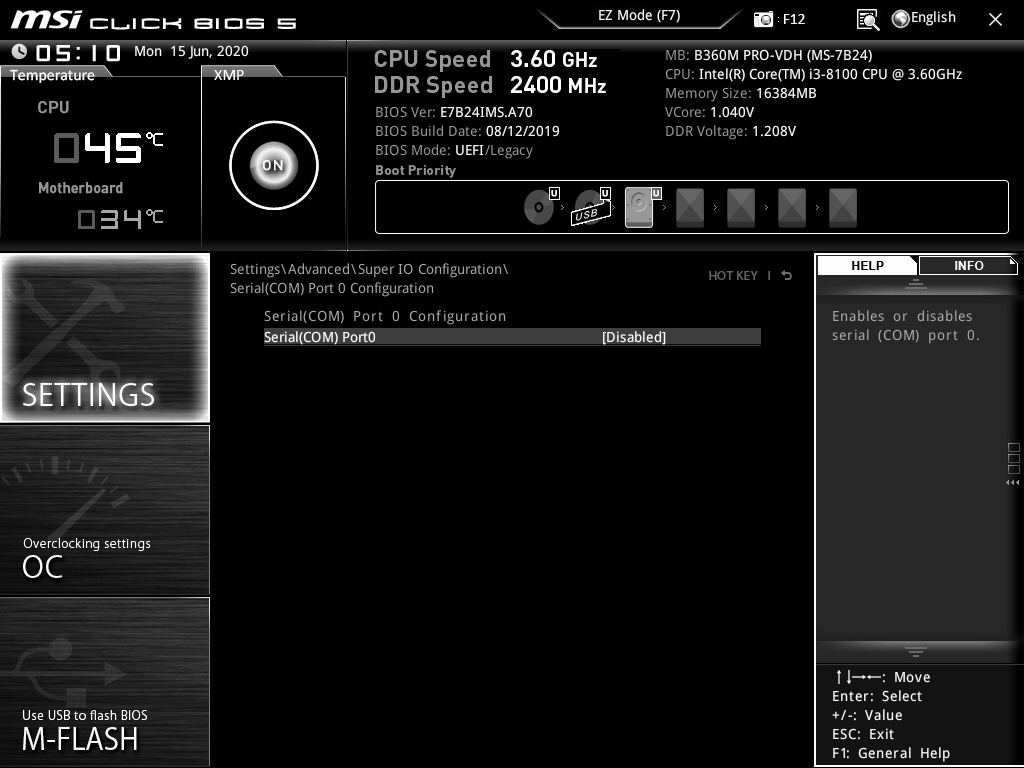 msi CLICK BIOS 5
EZ Mode (F7)
: F12
English
05:10 Mon 15 Jun, 2020
Temperature
CPU
045°C
Motherboard
034°C
XMP
ON
CPU Speed 3.60 GHz
DDR Speed 2400 MHz
BIOS Ver: E7B24IMS.A70
BIOS Build Date: 08/12/2019
BIOS Mode: UEFI/Legacy
Boot Priority
MB: B360M PRO-VDH (MS-7B24)
CPU: Intel(R) Core(TM) i3-8100 CPU @ 3.60GHz
Memory Size: 16384MB
VCore: 1.040V
DDR Voltage: 1.208V
U
U
USB
U
SETTINGS
Overclocking settings
OC
Use USB to flash BIOS
M-FLASH
Settings\Advanced\Super IO Configuration\
Serial(COM) Port 0 Configuration
HOT KEY |
Serial(COM) Port 0 Configuration
Serial(COM) Port0 [Disabled]
HELP
INFO
Enables or disables
serial (COM) port 0.
↑↓→←: Move
Enter: Select
+/-: Value
ESC: Exit
F1: General Help